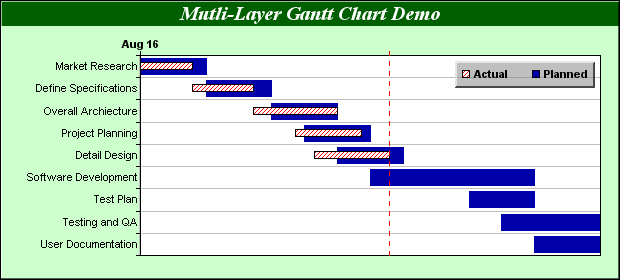 Mutli-Layer Gantt Chart Demo
Aug 16
Actual Planned
Market Research
Define Specifications
Overall Archiecture
Project Planning
Detail Design
Software Development
Test Plan
Testing and QA
User Documentation